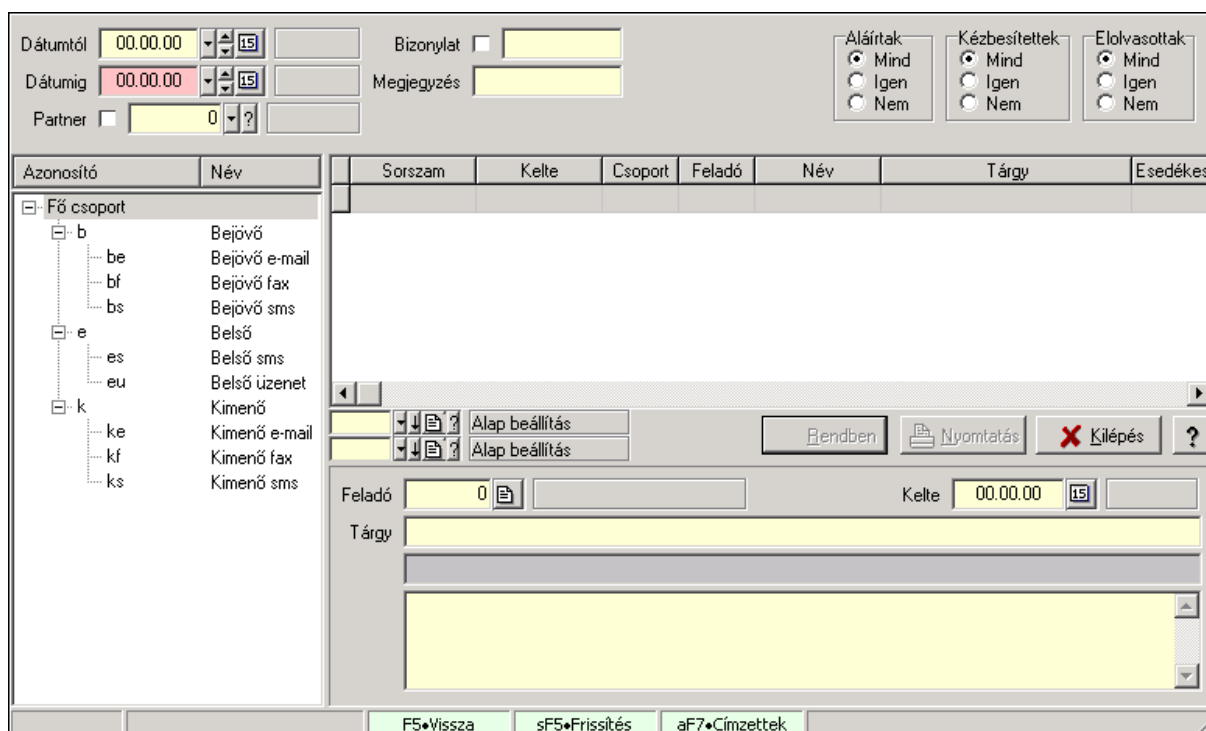 Dátumtól 00.00.00 15 Bizonylat Aláírtak Kézbesítettek Elolvasottak
Mind Mind Mind
Dátumig 00.00.00 15 Megjegyzés Igen Igen Igen
Nem Nem Nem
Partner 0 ?
Azonosító Név Sorszam Kelte Csoport Feladó Név Tárgy Esedékes
Fő csoport
b Bejövő
be Bejövő e-mail
bf Bejövő fax
bs Bejövő sms
e Belső
es Belső sms
eu Belső üzenet
k Kimenő
ke Kimenő e-mail
kf Kimenő fax
ks Kimenő sms
? Alap beállítás
? Alap beállítás
Rendben Nyomtatás Kilépés ?
Feladó 0 Kelte 00.00.00 15
Tárgy
F5•Vissza sF5•Frissítés aF7•Címzettek